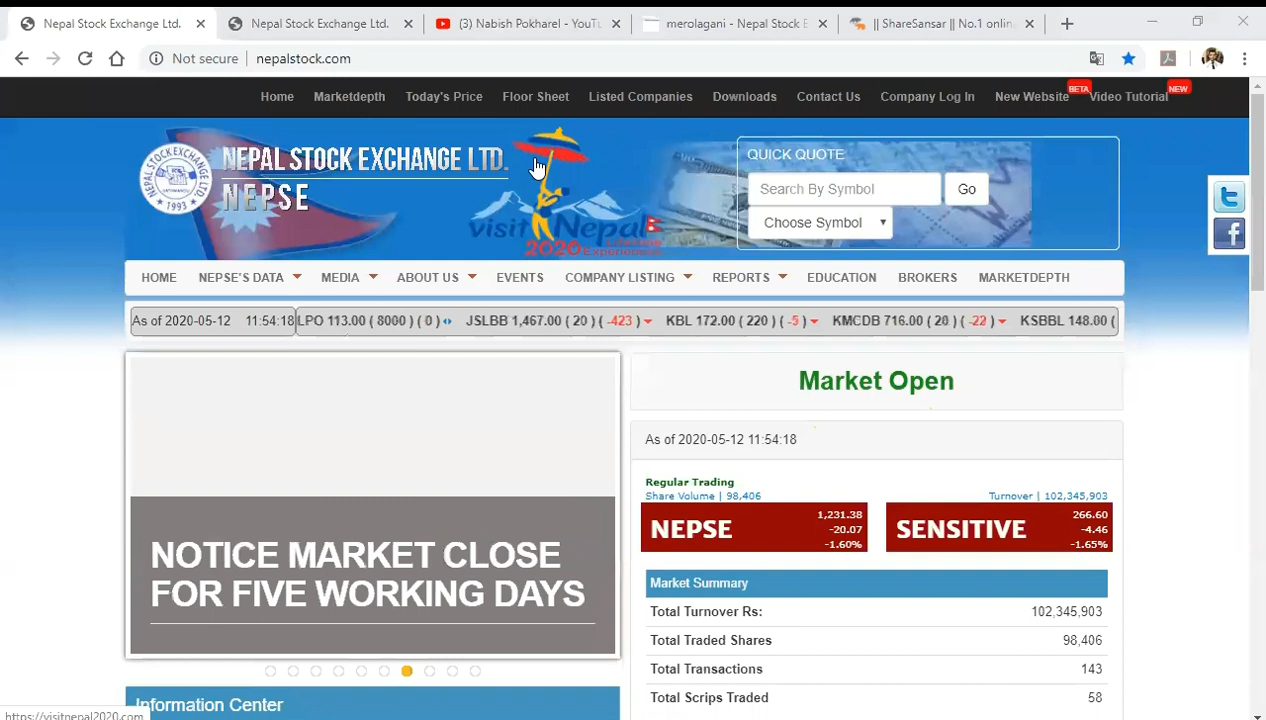 Nepal Stock Exchange Ltd.
Nepal Stock Exchange Ltd.
(3) Nabish Pokharel - YouTu
merolagani - Nepal Stock E
|| ShareSansar || No.1 online
Not secure
nepalstock.com
Home Marketdepth Today's Price Floor Sheet Listed Companies Downloads Contact Us Company Log In New Website BETA Video Tutorial NEW
NEPAL STOCK EXCHANGE LTD.
NEPSE
NEPAL STOCK EXCHANGE LTD.
1993
visit Nepal
2020 Lifetime
Experiences
QUICK QUOTE
Search By Symbol Go
Choose Symbol
HOME NEPSE'S DATA MEDIA ABOUT US EVENTS COMPANY LISTING REPORTS EDUCATION BROKERS MARKETDEPTH
As of 2020-05-12 11:54:18 LPO 113.00 ( 8000 ) ( 0 ) JSLBB 1,467.00 ( 20 ) ( -423 ) KBL 172.00 ( 220 ) ( -5 ) KMCDB 716.00 ( 20 ) ( -22 ) KSBBL 148.00 (
NOTICE MARKET CLOSE
FOR FIVE WORKING DAYS
Information Center
Market Open
As of 2020-05-12 11:54:18
Regular Trading
Share Volume | 98,406 Turnover | 102,345,903
NEPSE
1,231.38
-20.07
-1.60%
SENSITIVE
266.60
-4.46
-1.65%
Market Summary
Total Turnover Rs: 102,345,903
Total Traded Shares 98,406
Total Transactions 143
Total Scrips Traded 58
https://visitnepal2020.com